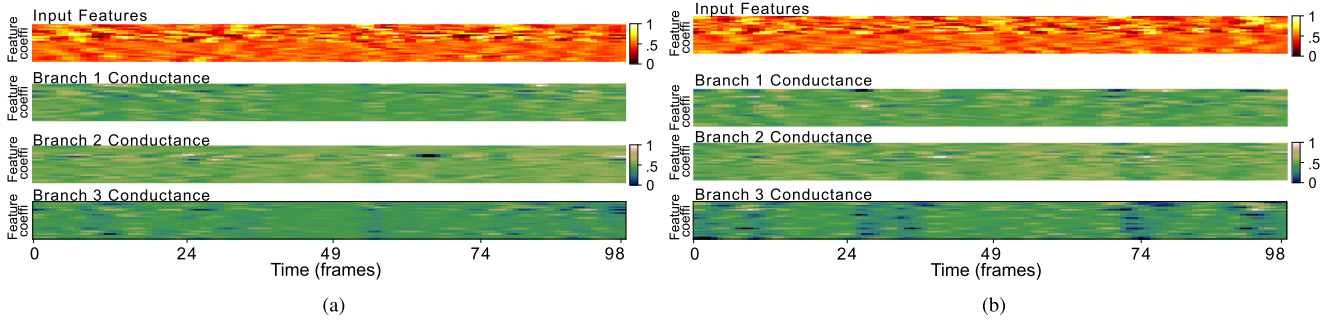 Input Features
Feature
coeffi
1
.5
0
Branch 1 Conductance
Feature
coeffi
Branch 2 Conductance
Feature
coeffi
1
.5
0
Branch 3 Conductance
Feature
coeffi
0 24 49 74 98
Time (frames)
(a)
Input Features
Feature
coeffi
1
.5
0
Branch 1 Conductance
Feature
coeffi
Branch 2 Conductance
Feature
coeffi
1
.5
0
Branch 3 Conductance
Feature
coeffi
0 24 49 74 98
Time (frames)
(b)